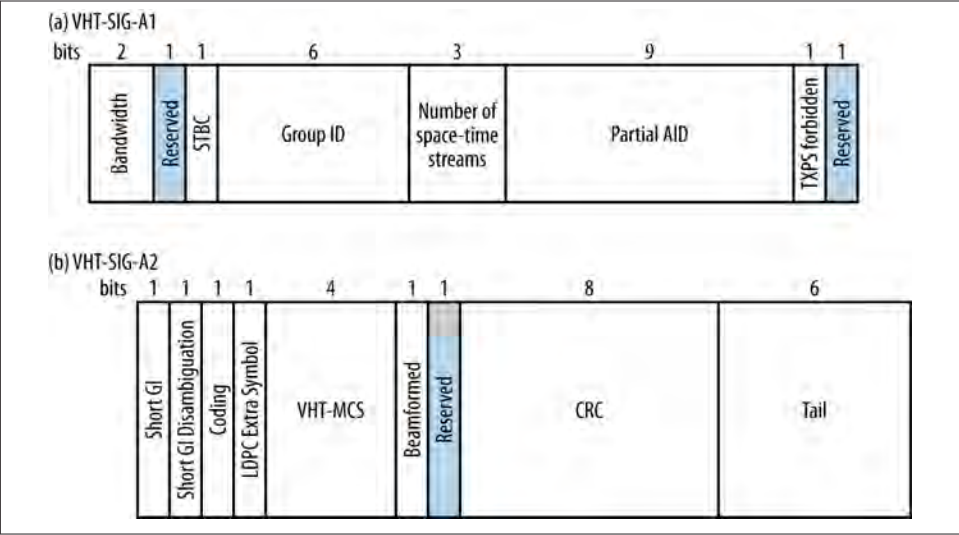 (a) VHT-SIG-A1
bits 2 1 1 6 3 9 1 1
Bandwidth
Reserved
STBC
Group ID
Number of
space-time
streams
Partial AID
TXPS forbidden
Reserved
(b) VHT-SIG-A2
bits 1 1 1 1 4 1 1 8 6
Short GI
Short GI Disambiguation
Coding
LDPC Extra Symbol
VHT-MCS
Beamformed
Reserved
CRC
Tail